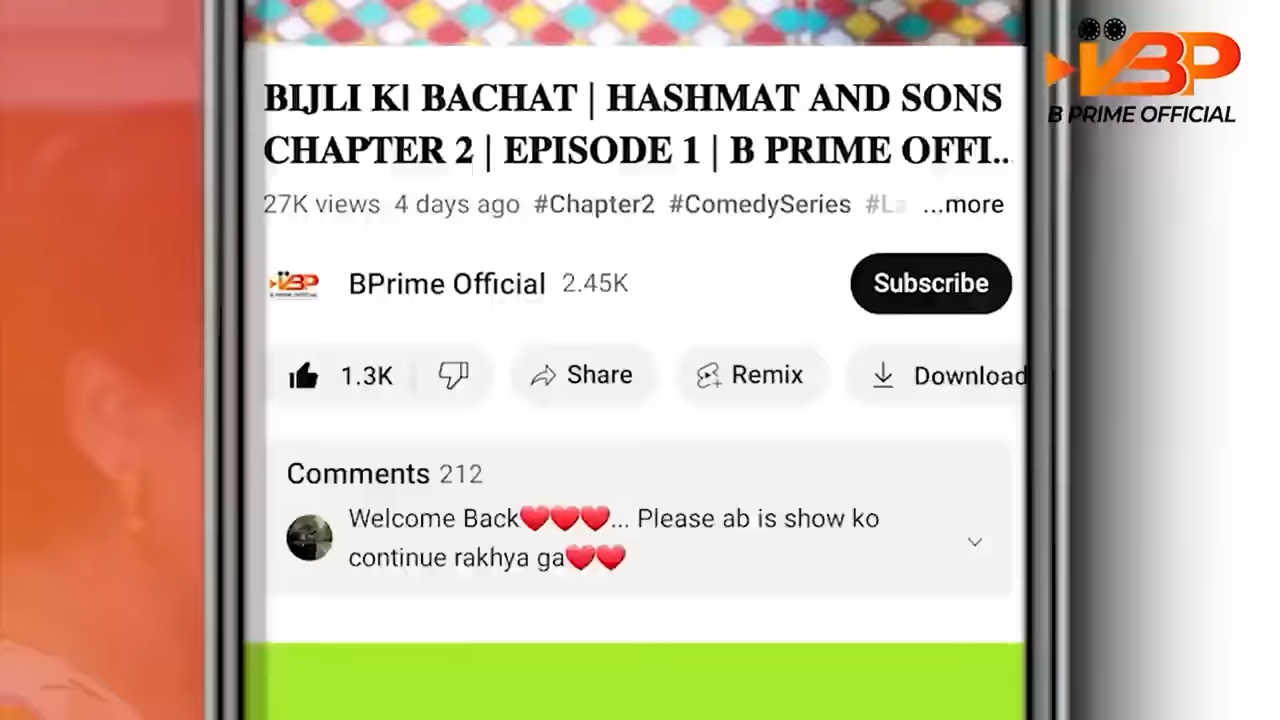 BIJLI KI BACHAT | HASHMAT AND SONS
CHAPTER 2 | EPISODE 1 | B PRIME OFFI...
27K views 4 days ago #Chapter2 #ComedySeries #La ...more
BPrime Official 2.45K
Subscribe
1.3K
Share
Remix
Download
Comments 212
Welcome Back❤️❤️❤️... Please ab is show ko
continue rakhya ga❤️❤️
BP
B PRIME OFFICIAL